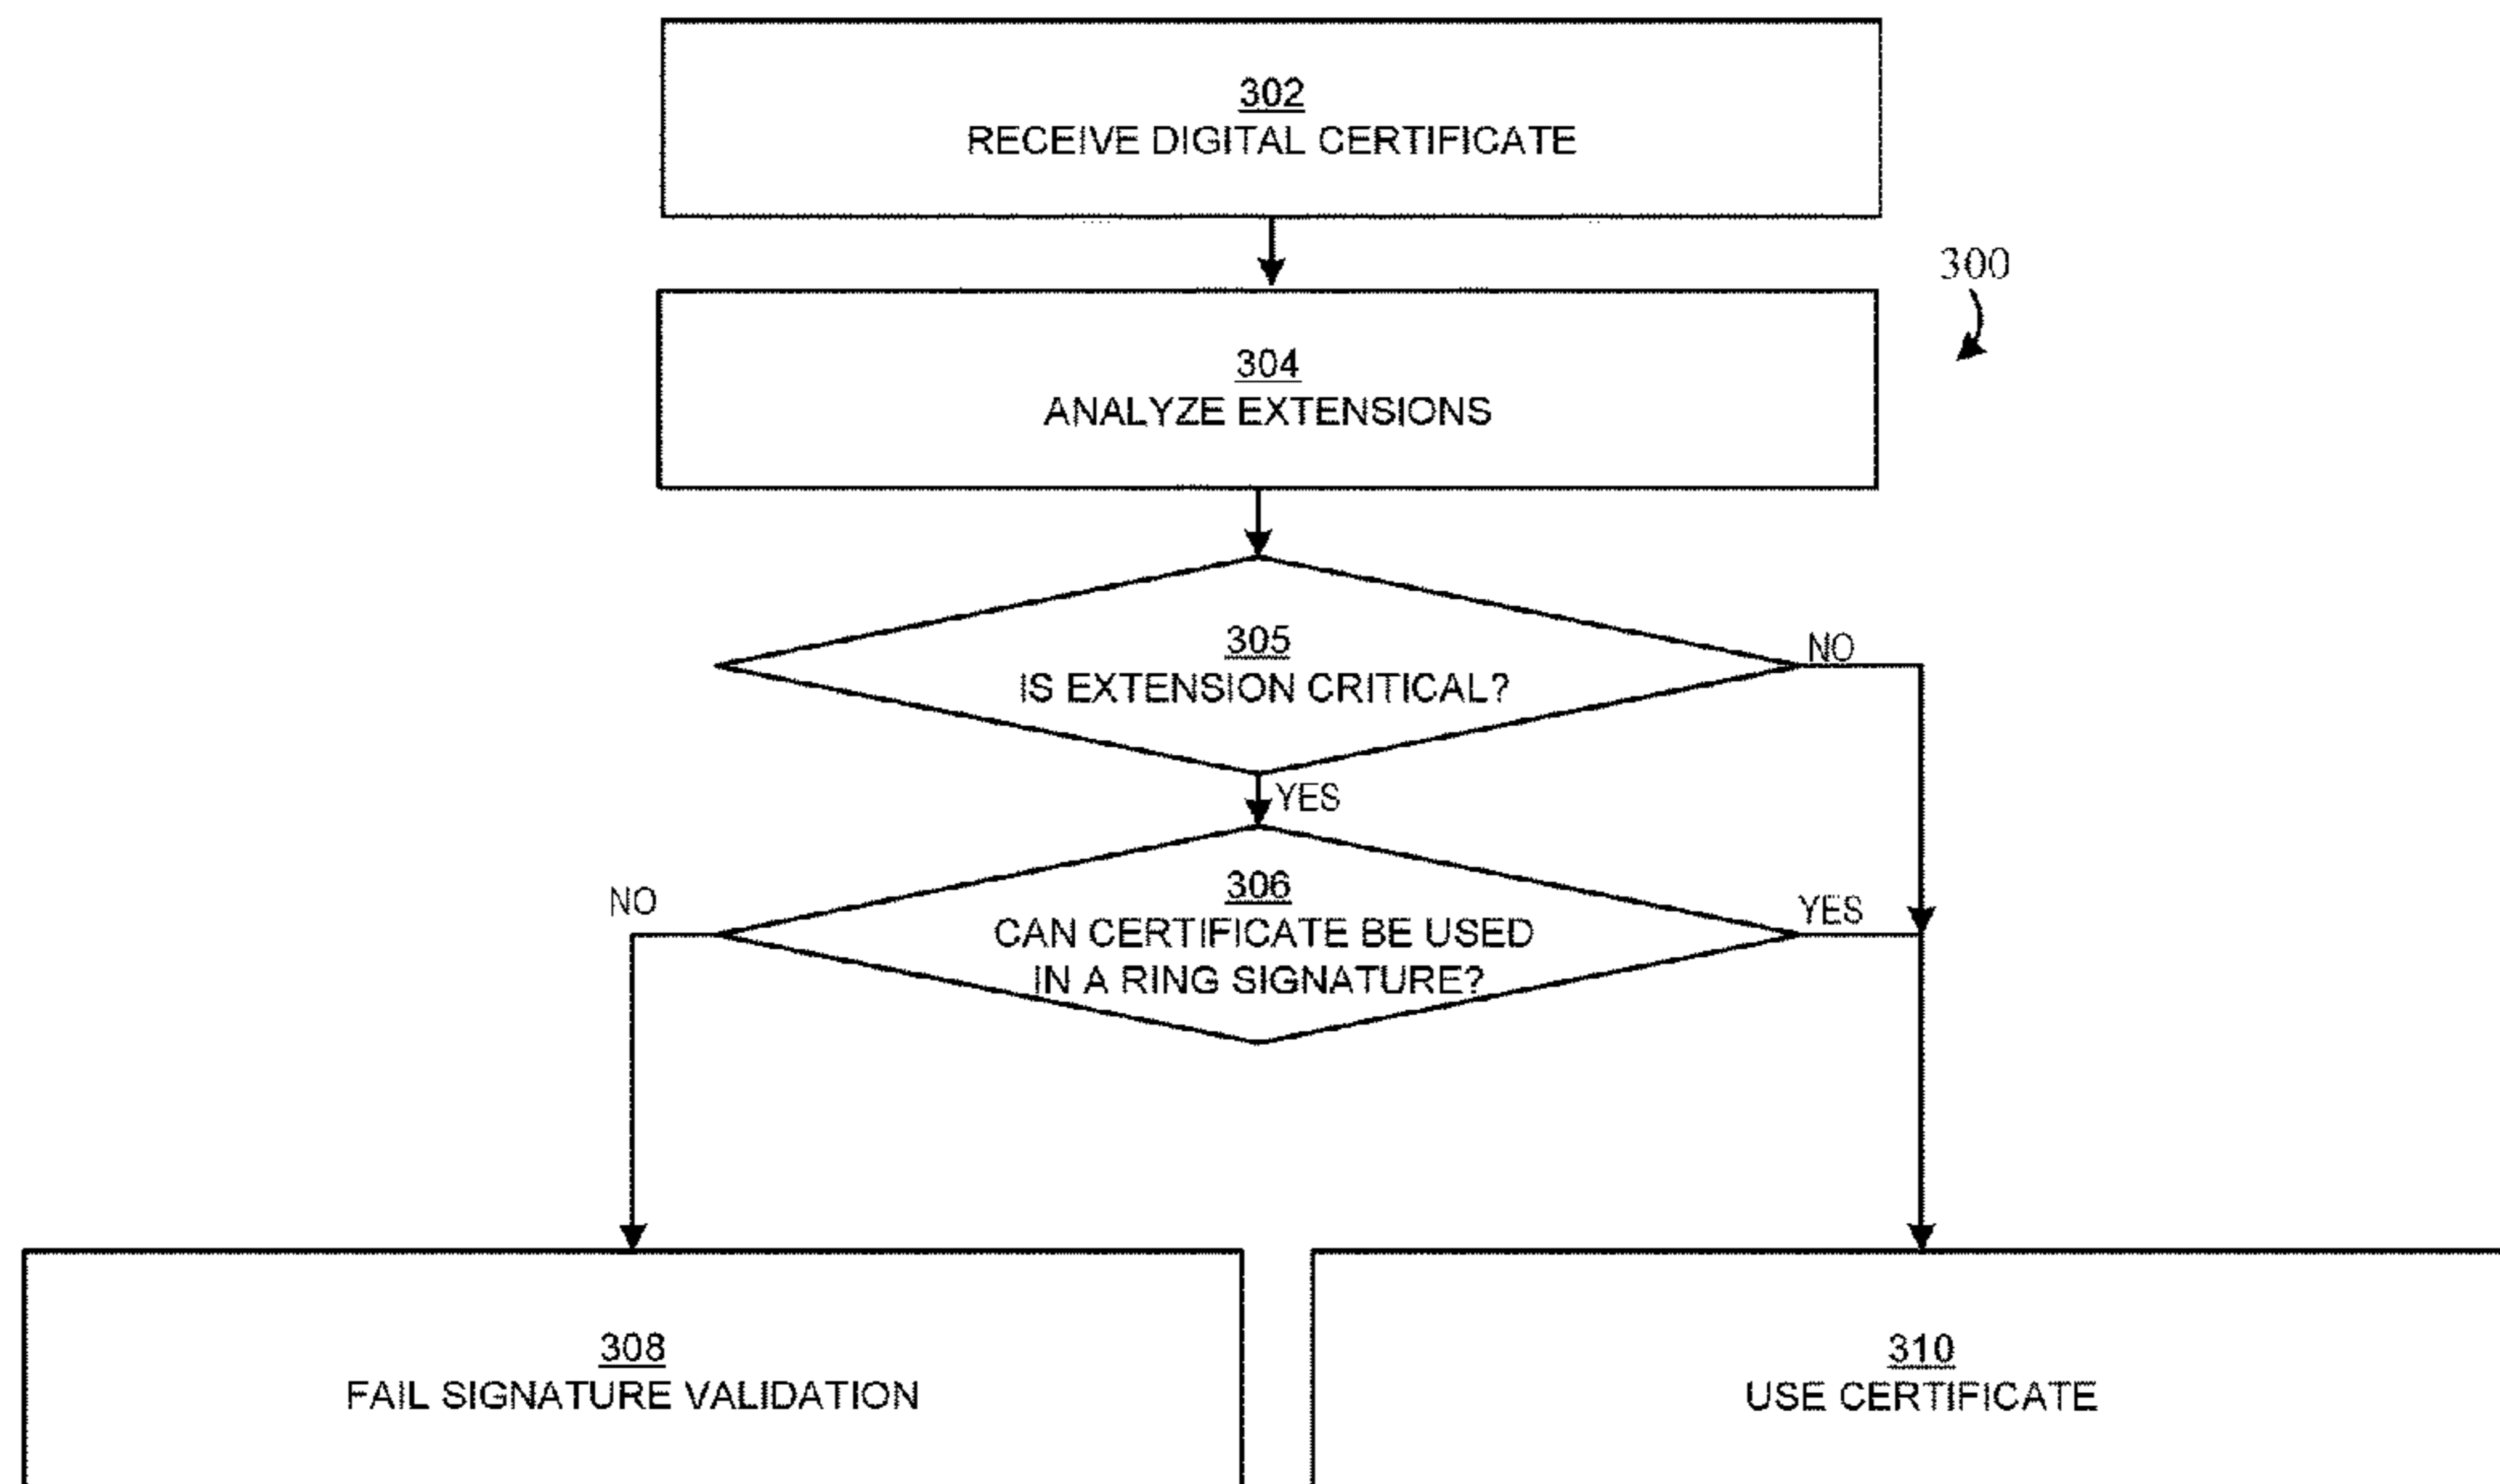 302
RECEIVE DIGITAL CERTIFICATE
300
304
ANALYZE EXTENSIONS
305
IS EXTENSION CRITICAL?
NO
YES
306
CAN CERTIFICATE BE USED
IN A RING SIGNATURE?
NO
YES
308
FAIL SIGNATURE VALIDATION
310
USE CERTIFICATE